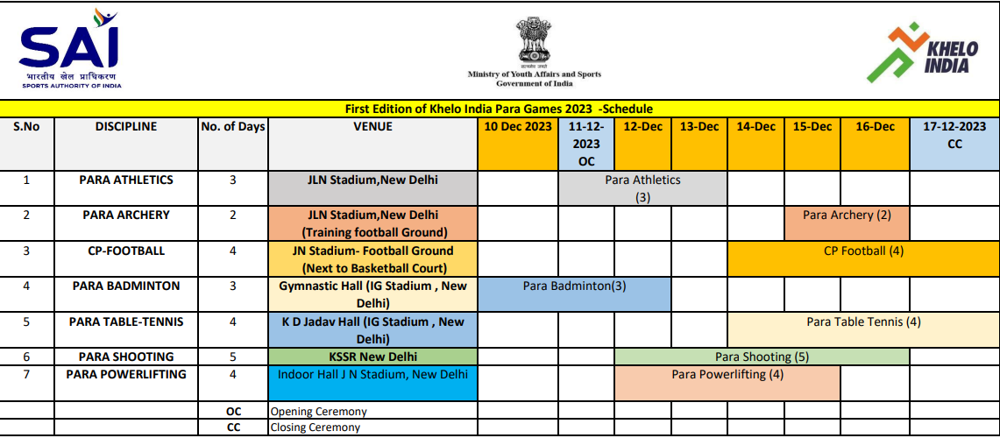 SAI
भारतीय खेल प्राधिकरण
SPORTS AUTHORITY OF INDIA
सत्यमेव जयते
Ministry of Youth Affairs and Sports
Government of India
KHELO
INDIA
First Edition of Khelo India Para Games 2023 -Schedule
S.No DISCIPLINE No. of Days VENUE 10 Dec 2023 11-12-2023 OC 12-Dec 13-Dec 14-Dec 15-Dec 16-Dec 17-12-2023 CC
1 PARA ATHLETICS 3 JLN Stadium,New Delhi Para Athletics (3)
2 PARA ARCHERY 2 JLN Stadium,New Delhi (Training football Ground) Para Archery (2)
3 CP-FOOTBALL 4 JN Stadium- Football Ground (Next to Basketball Court) CP Football (4)
4 PARA BADMINTON 3 Gymnastic Hall (IG Stadium , New Delhi) Para Badminton(3)
5 PARA TABLE-TENNIS 4 K D Jadav Hall (IG Stadium , New Delhi) Para Table Tennis (4)
6 PARA SHOOTING 5 KSSR New Delhi Para Shooting (5)
7 PARA POWERLIFTING 4 Indoor Hall J N Stadium, New Delhi Para Powerlifting (4)
OC Opening Ceremony
CC Closing Ceremony